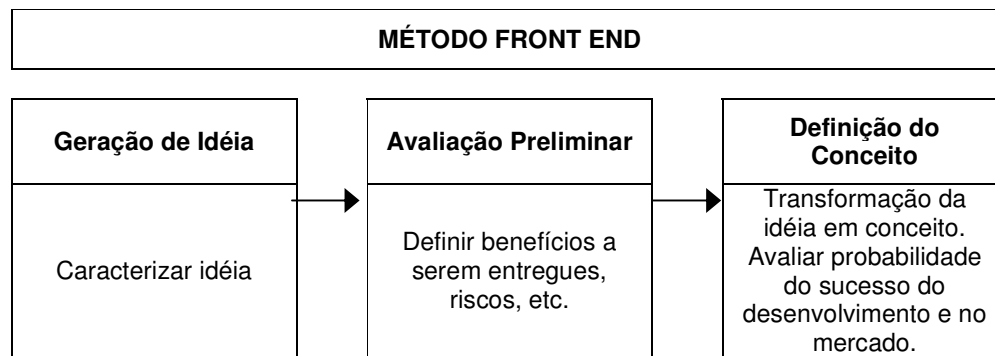 MÉTODO FRONT END
Geração de Idéia
Caracterizar idéia
Avaliação Preliminar
Definir benefícios a
serem entregues,
riscos, etc.
Definição do
Conceito
Transformação da
idéia em conceito.
Avaliar probabilidade
do sucesso do
desenvolvimento e no
mercado.